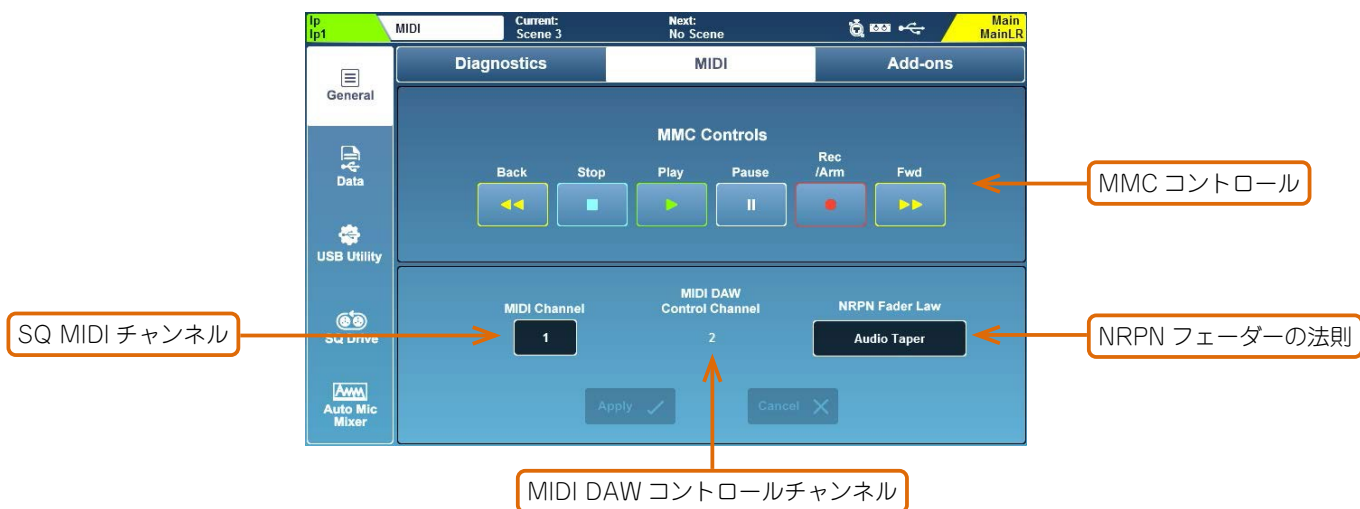 Ip
Ip1
MIDI
Current:
Scene 3
Next:
No Scene
Main
MainLR
General
Data
USB Utility
SQ Drive
Auto Mic
Mixer
Diagnostics
MIDI
Add-ons
MMC Controls
Back
Stop
Play
Pause
Rec
/Arm
Fwd
MIDI Channel
1
MIDI DAW
Control Channel
2
NRPN Fader Law
Audio Taper
Apply
Cancel
MMC コントロール
SQ MIDI チャンネル
NRPN フェーダーの法則
MIDI DAW コントロールチャンネル